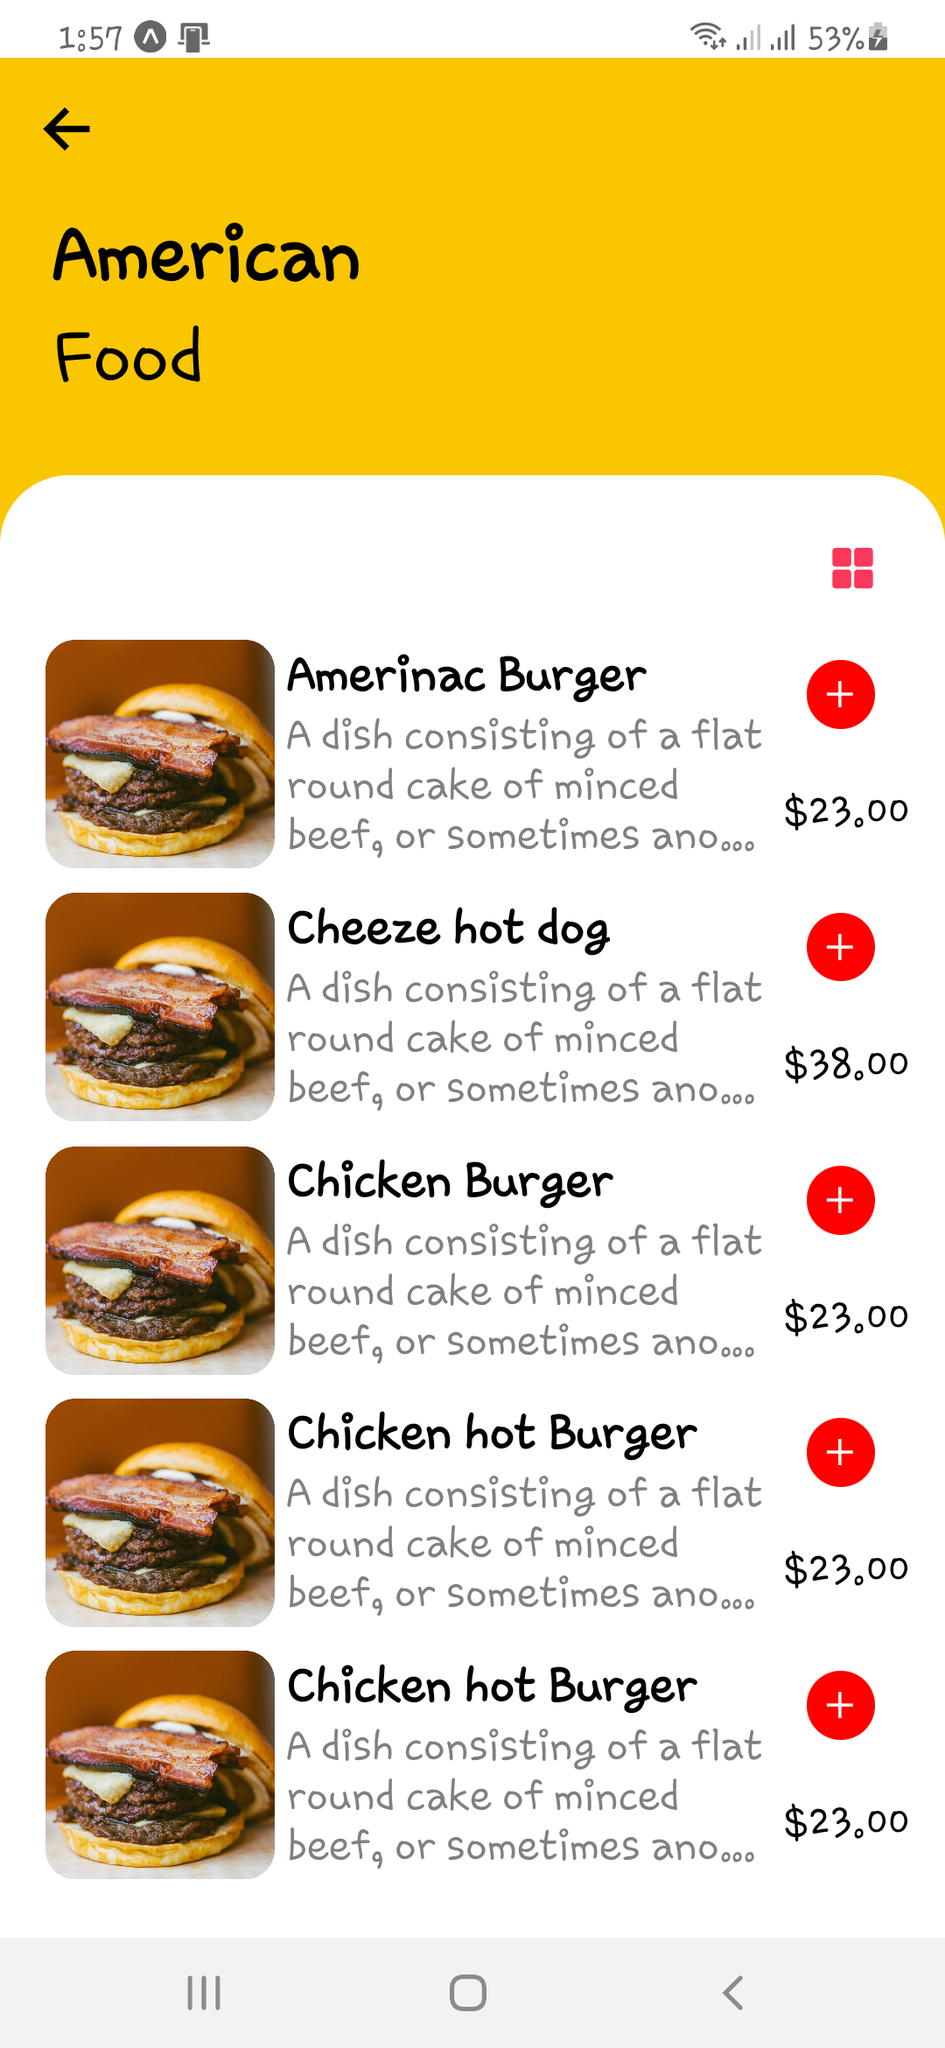 1:57
53%
American
Food
Amerinac Burger
A dish consisting of a flat
round cake of minced
beef, or sometimes ano...
$23.00
Cheeze hot dog
A dish consisting of a flat
round cake of minced
beef, or sometimes ano...
$38.00
Chicken Burger
A dish consisting of a flat
round cake of minced
beef, or sometimes ano...
$23.00
Chicken hot Burger
A dish consisting of a flat
round cake of minced
beef, or sometimes ano...
$23.00
Chicken hot Burger
A dish consisting of a flat
round cake of minced
beef, or sometimes ano...
$23.00